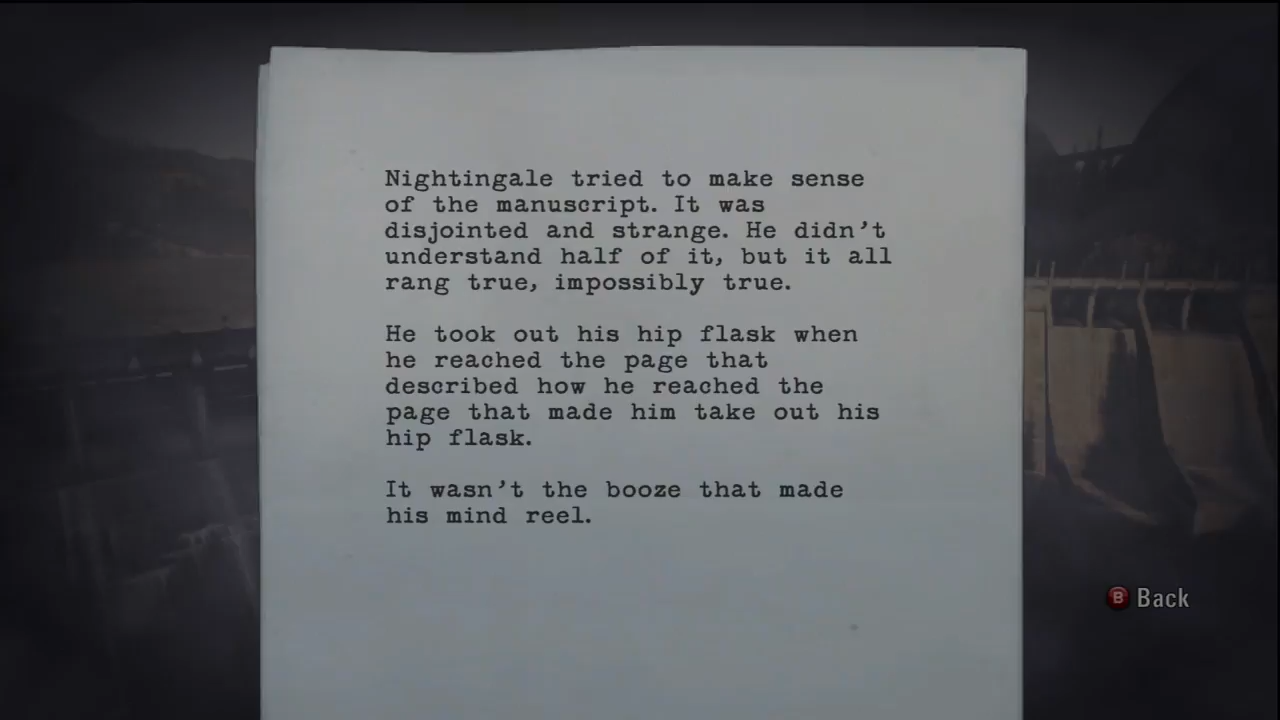 Nightingale tried to make sense
of the manuscript. It was
disjointed and strange. He didn't
understand half of it, but it all
rang true, impossibly true.
He took out his hip flask when
he reached the page that
described how he reached the
page that made him take out his
hip flask.
It wasn't the booze that made
his mind reel.
B Back